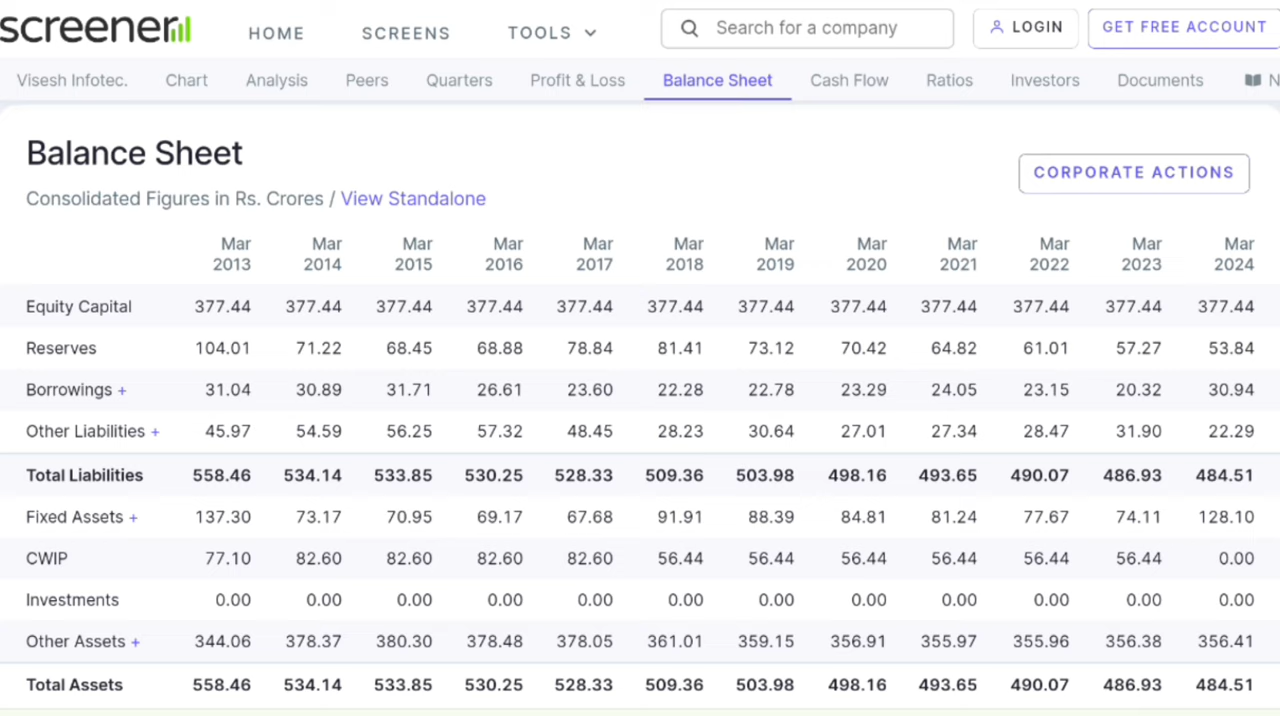 screener HOME SCREENS TOOLS Search for a company LOGIN GET FREE ACCOUNT
Visesh Infotec. Chart Analysis Peers Quarters Profit & Loss Balance Sheet Cash Flow Ratios Investors Documents N
Balance Sheet
CORPORATE ACTIONS
Consolidated Figures in Rs. Crores / View Standalone
Mar Mar Mar Mar Mar Mar Mar Mar Mar Mar Mar Mar
2013 2014 2015 2016 2017 2018 2019 2020 2021 2022 2023 2024
Equity Capital 377.44 377.44 377.44 377.44 377.44 377.44 377.44 377.44 377.44 377.44 377.44 377.44
Reserves 104.01 71.22 68.45 68.88 78.84 81.41 73.12 70.42 64.82 61.01 57.27 53.84
Borrowings + 31.04 30.89 31.71 26.61 23.60 22.28 22.78 23.29 24.05 23.15 20.32 30.94
Other Liabilities + 45.97 54.59 56.25 57.32 48.45 28.23 30.64 27.01 27.34 28.47 31.90 22.29
Total Liabilities 558.46 534.14 533.85 530.25 528.33 509.36 503.98 498.16 493.65 490.07 486.93 484.51
Fixed Assets + 137.30 73.17 70.95 69.17 67.68 91.91 88.39 84.81 81.24 77.67 74.11 128.10
CWIP 77.10 82.60 82.60 82.60 82.60 56.44 56.44 56.44 56.44 56.44 56.44 0.00
Investments 0.00 0.00 0.00 0.00 0.00 0.00 0.00 0.00 0.00 0.00 0.00 0.00
Other Assets + 344.06 378.37 380.30 378.48 378.05 361.01 359.15 356.91 355.97 355.96 356.38 356.41
Total Assets 558.46 534.14 533.85 530.25 528.33 509.36 503.98 498.16 493.65 490.07 486.93 484.51